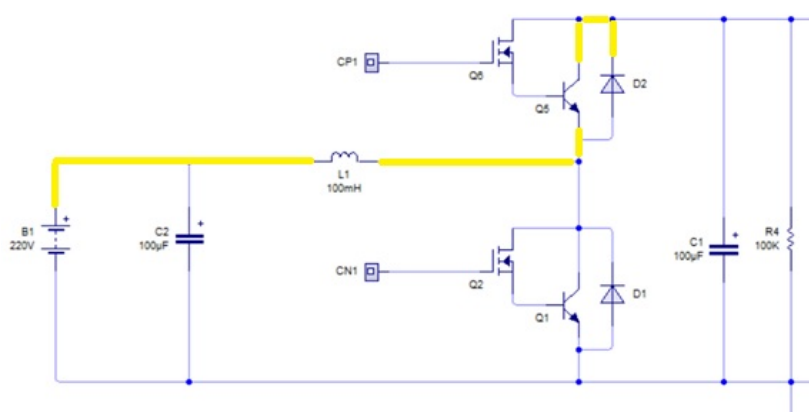 CP1
Q6
Q5
D2
L1
100mH
B1
220V
C2
100µF
+
+
CN1
Q2
Q1
D1
C1
100µF
+
R4
100K